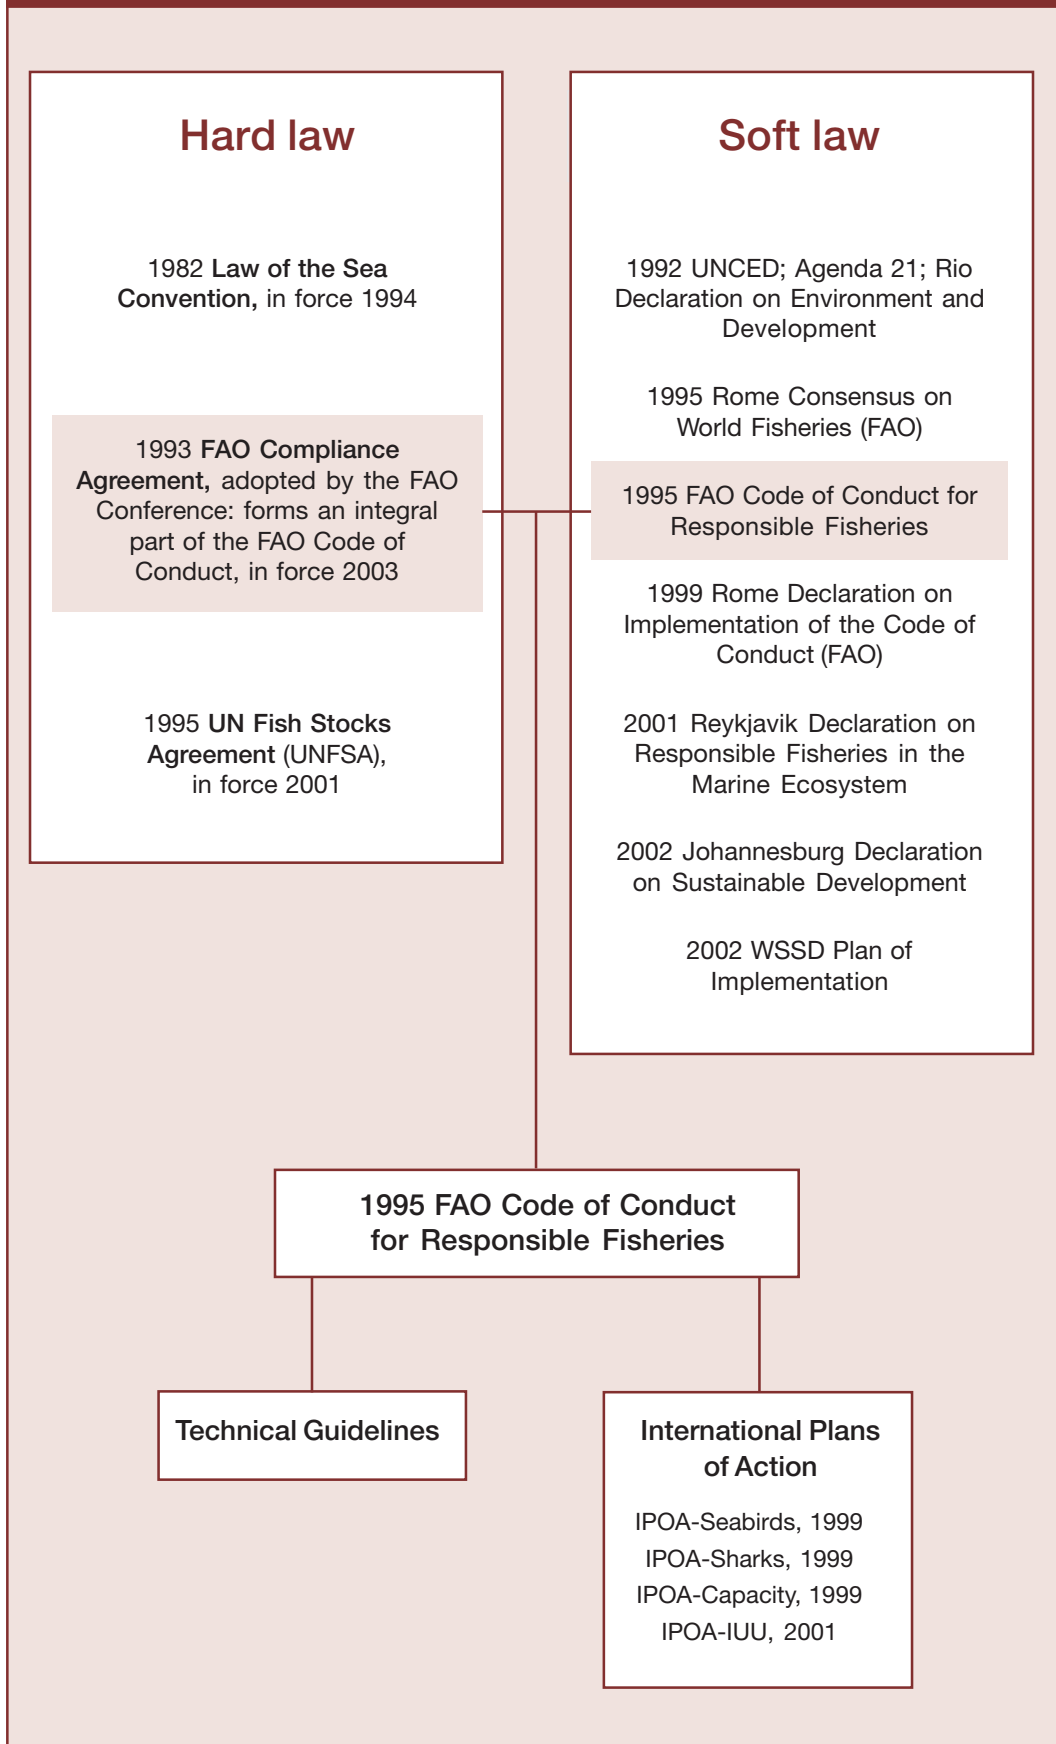 Hard law
1982 Law of the Sea
Convention, in force 1994
1993 FAO Compliance
Agreement, adopted by the FAO
Conference: forms an integral
part of the FAO Code of
Conduct, in force 2003
1995 UN Fish Stocks
Agreement (UNFSA),
in force 2001
Soft law
1992 UNCED; Agenda 21; Rio
Declaration on Environment and
Development
1995 Rome Consensus on
World Fisheries (FAO)
1995 FAO Code of Conduct for
Responsible Fisheries
1999 Rome Declaration on
Implementation of the Code of
Conduct (FAO)
2001 Reykjavik Declaration on
Responsible Fisheries in the
Marine Ecosystem
2002 Johannesburg Declaration
on Sustainable Development
2002 WSSD Plan of
Implementation
1995 FAO Code of Conduct
for Responsible Fisheries
Technical Guidelines
International Plans
of Action
IPOA-Seabirds, 1999
IPOA-Sharks, 1999
IPOA-Capacity, 1999
IPOA-IUU, 2001